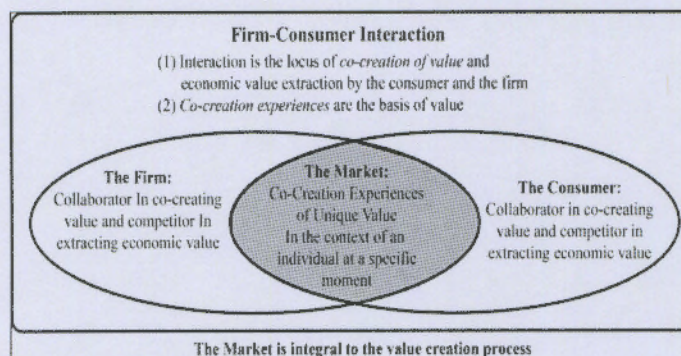 Firm-Consumer Interaction
(1) Interaction is the locus of co-creation of value and
economic value extraction by the consumer and the firm
(2) Co-creation experiences are the basis of value
The Firm:
Collaborator In co-creating
value and competitor In
extracting economic value
The Market:
Co-Creation Experiences
of Unique Value
In the context of an
individual at a specific
moment
The Consumer:
Collaborator in co-creating
value and competitor in
extracting economic value
The Market is integral to the value creation process